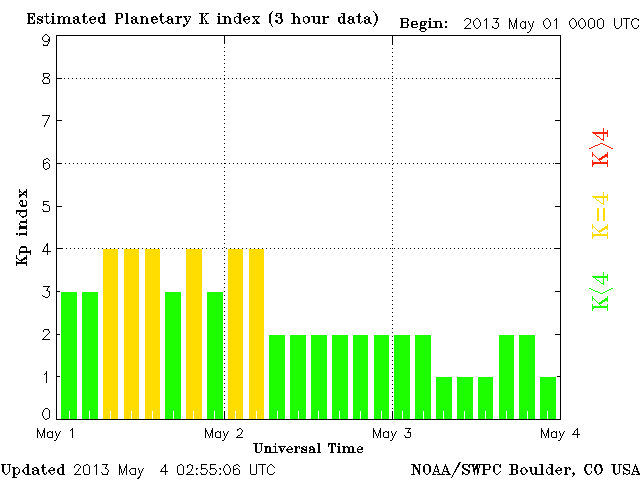 Estimated Planetary K index (3 hour data) Begin: 2013 May 01 0000 UTC
9
8
7
6
5
4
3
2
1
0
Kp index
K>4
K=4
K<4
May 1 May 2 May 3 May 4
Universal Time
Updated 2013 May 4 02:55:06 UTC NOAA/SWPC Boulder, CO USA